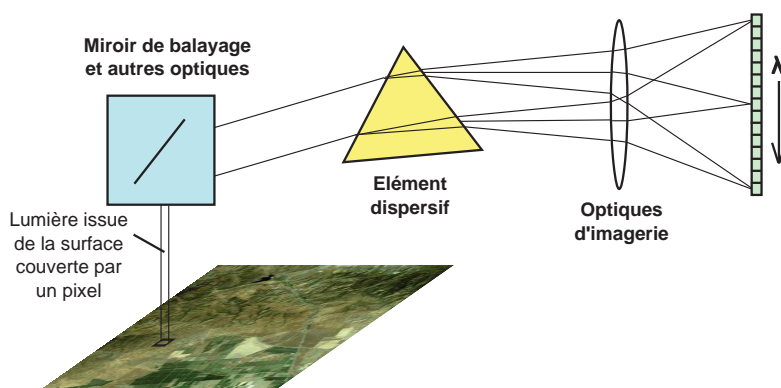 Miroir de balayage
et autres optiques
λ
Elément
dispersif
Optiques
d'imagerie
Lumière issue
de la surface
couverte par
un pixel